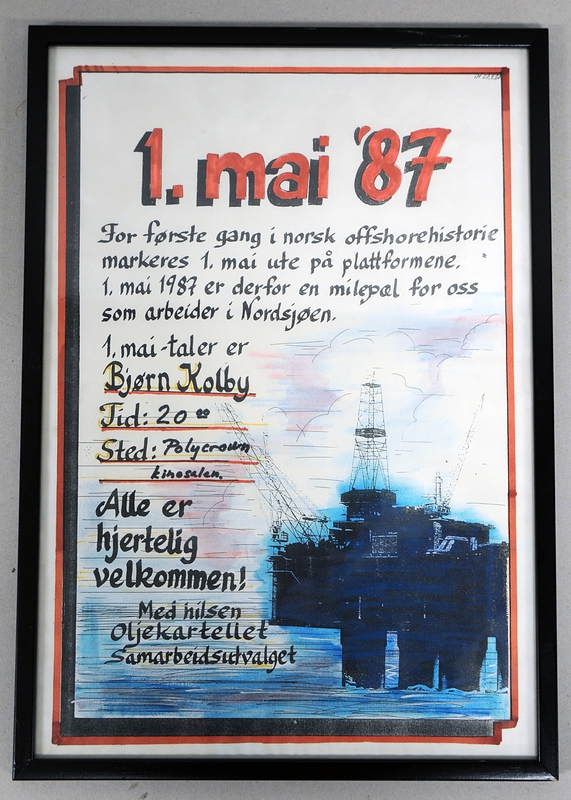 1. mai '87
For første gang i norsk offshorehistorie
markeres 1. mai ute på plattformene.
1. mai 1987 er derfor en milepæl for oss
som arbeider i Nordsjøen.
1. mai-taler er
Bjørn Kolby
Tid: 20 00
Sted: Polycrown
kinosalen.
Alle er
hjertelig
velkommen!
Med hilsen
Oljekartellet
Samarbeidsutvalget